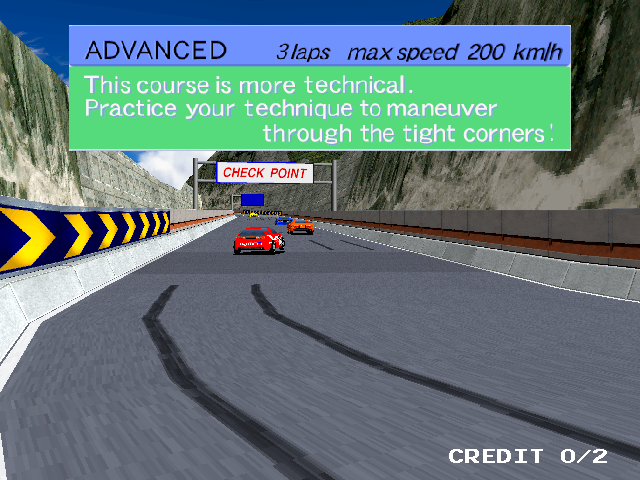 ADVANCED 3 laps max speed 200 km/h
This course is more technical.
Practice your technique to maneuver
through the tight corners!
CHECK POINT
CREDIT 0/2